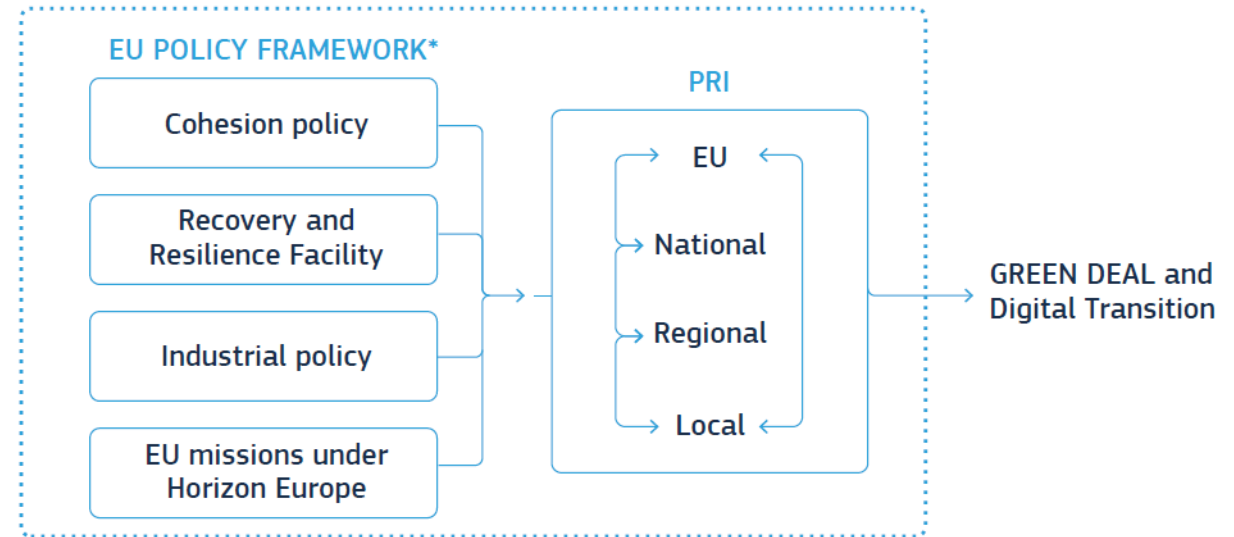 EU POLICY FRAMEWORK*
Cohesion policy
Recovery and
Resilience Facility
Industrial policy
EU missions under
Horizon Europe
PRI
EU
National
Regional
Local
GREEN DEAL and
Digital Transition